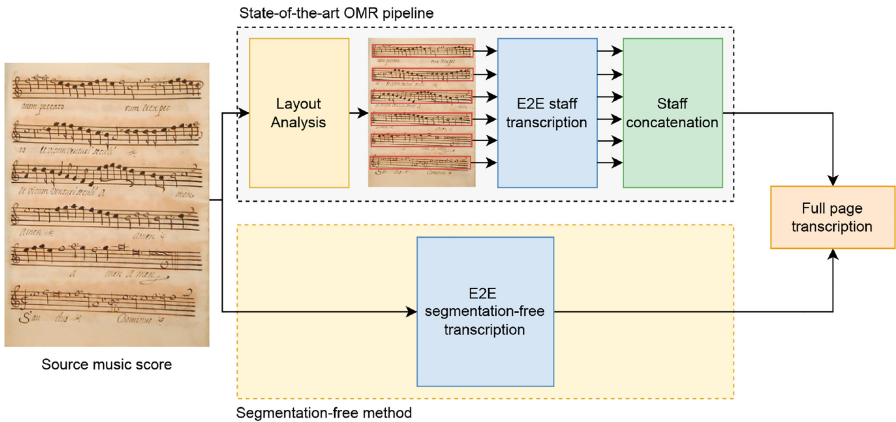 State-of-the-art OMR pipeline
Layout
Analysis
E2E staff
transcription
Staff
concatenation
Full page
transcription
E2E
segmentation-free
transcription
Source music score
Segmentation-free method